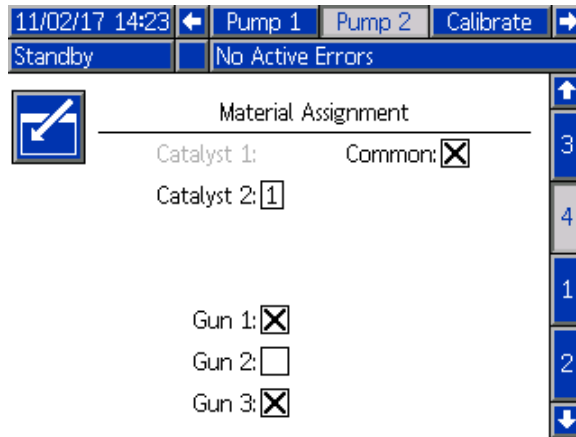 11/02/17 14:23 Pump 1 Pump 2 Calibrate
Standby No Active Errors
Material Assignment
Catalyst 1: Common:
Catalyst 2: 1
Gun 1:
Gun 2:
Gun 3:
3
4
1
2